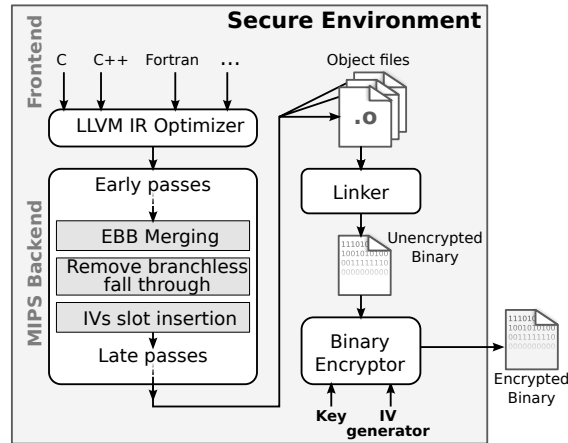 Secure Environment
Frontend
C
C++
Fortran
...
LLVM IR Optimizer
MIPS Backend
Early passes
EBB Merging
Remove branchless
fall through
IVs slot insertion
Late passes
Object files
.o
Linker
Unencrypted
Binary
111010
1001010100
0011111110
0000000000
Binary
Encryptor
Key
IV
generator
111010
1001010100
0011111110
0000000000
Encrypted
Binary